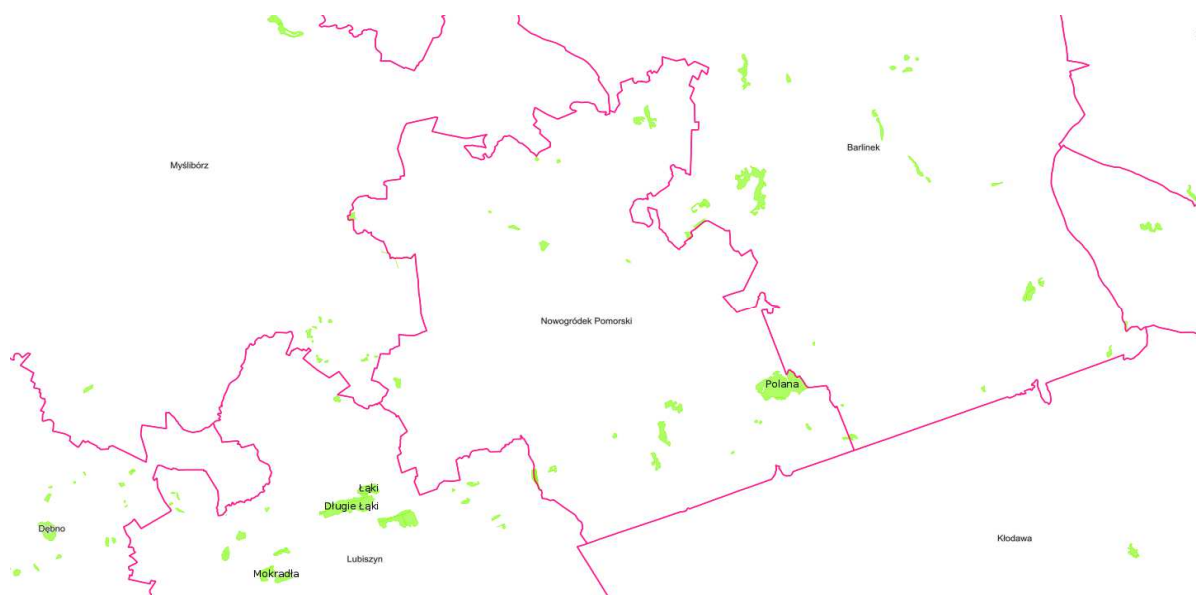 Barlinek
Myślibórz
Nowogródek Pomorski
Polana
Łąki
Długie Łąki
Dębno
Kłodawa
Lubiszyn
Mokradła